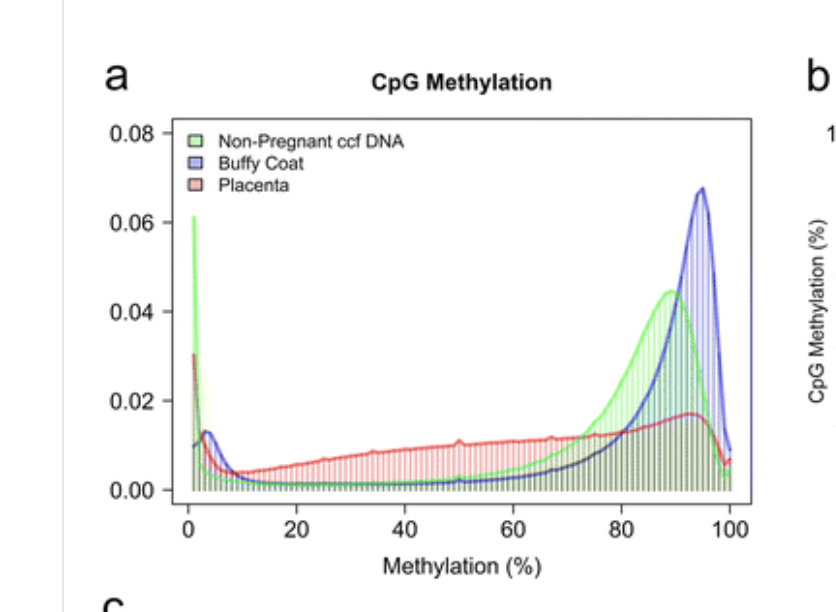 a
CpG Methylation
b
0.08
0.06
0.04
0.02
0.00
Non-Pregnant ccf DNA
Buffy Coat
Placenta
0 20 40 60 80 100
Methylation (%)
1
CpG Methylation (%)
c